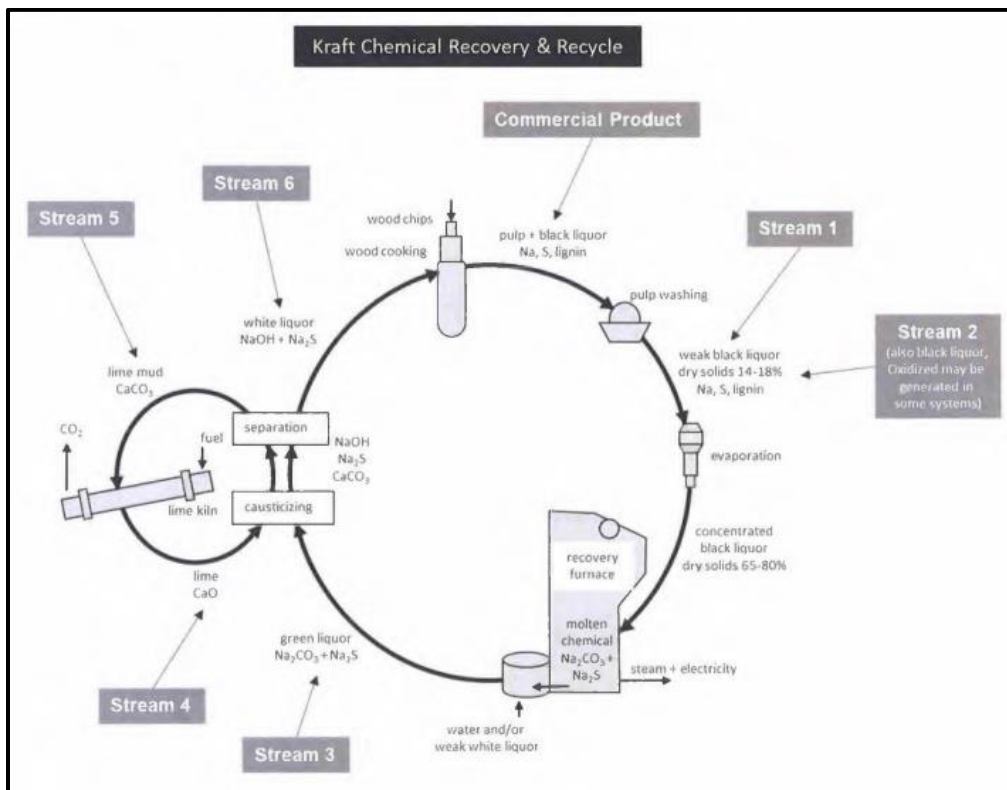 Kraft Chemical Recovery & Recycle
Commercial Product
Stream 6
Stream 5
Stream 1
wood chips
wood cooking
pulp + black liquor
Na, S, lignin
pulp washing
Stream 2
(also black liquor,
Oxidized may be
generated in
some systems)
white liquor
NaOH + Na₂S
weak black liquor
dry solids 14-18%
Na, S, lignin
lime mud
CaCO₃
separation
CO₂
fuel
NaOH
Na₂S
CaCO₃
evaporation
lime kiln
causticizing
concentrated
black liquor
dry solids 65-80%
recovery
furnace
lime
CaO
green liquor
Na₂CO₃ + Na₂S
molten
chemical
Na₂CO₃ +
Na₂S
steam + electricity
Stream 4
Stream 3
water and/or
weak white liquor